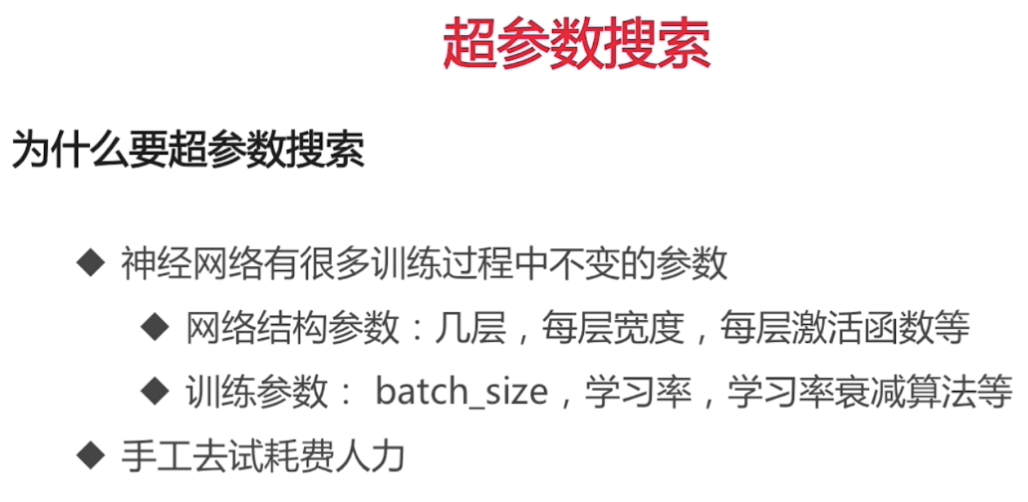 超参数搜索
为什么要超参数搜索
◆ 神经网络有很多训练过程中不变的参数
◆ 网络结构参数：几层，每层宽度，每层激活函数等
◆ 训练参数： batch_size，学习率，学习率衰减算法等
◆ 手工去试耗费人力